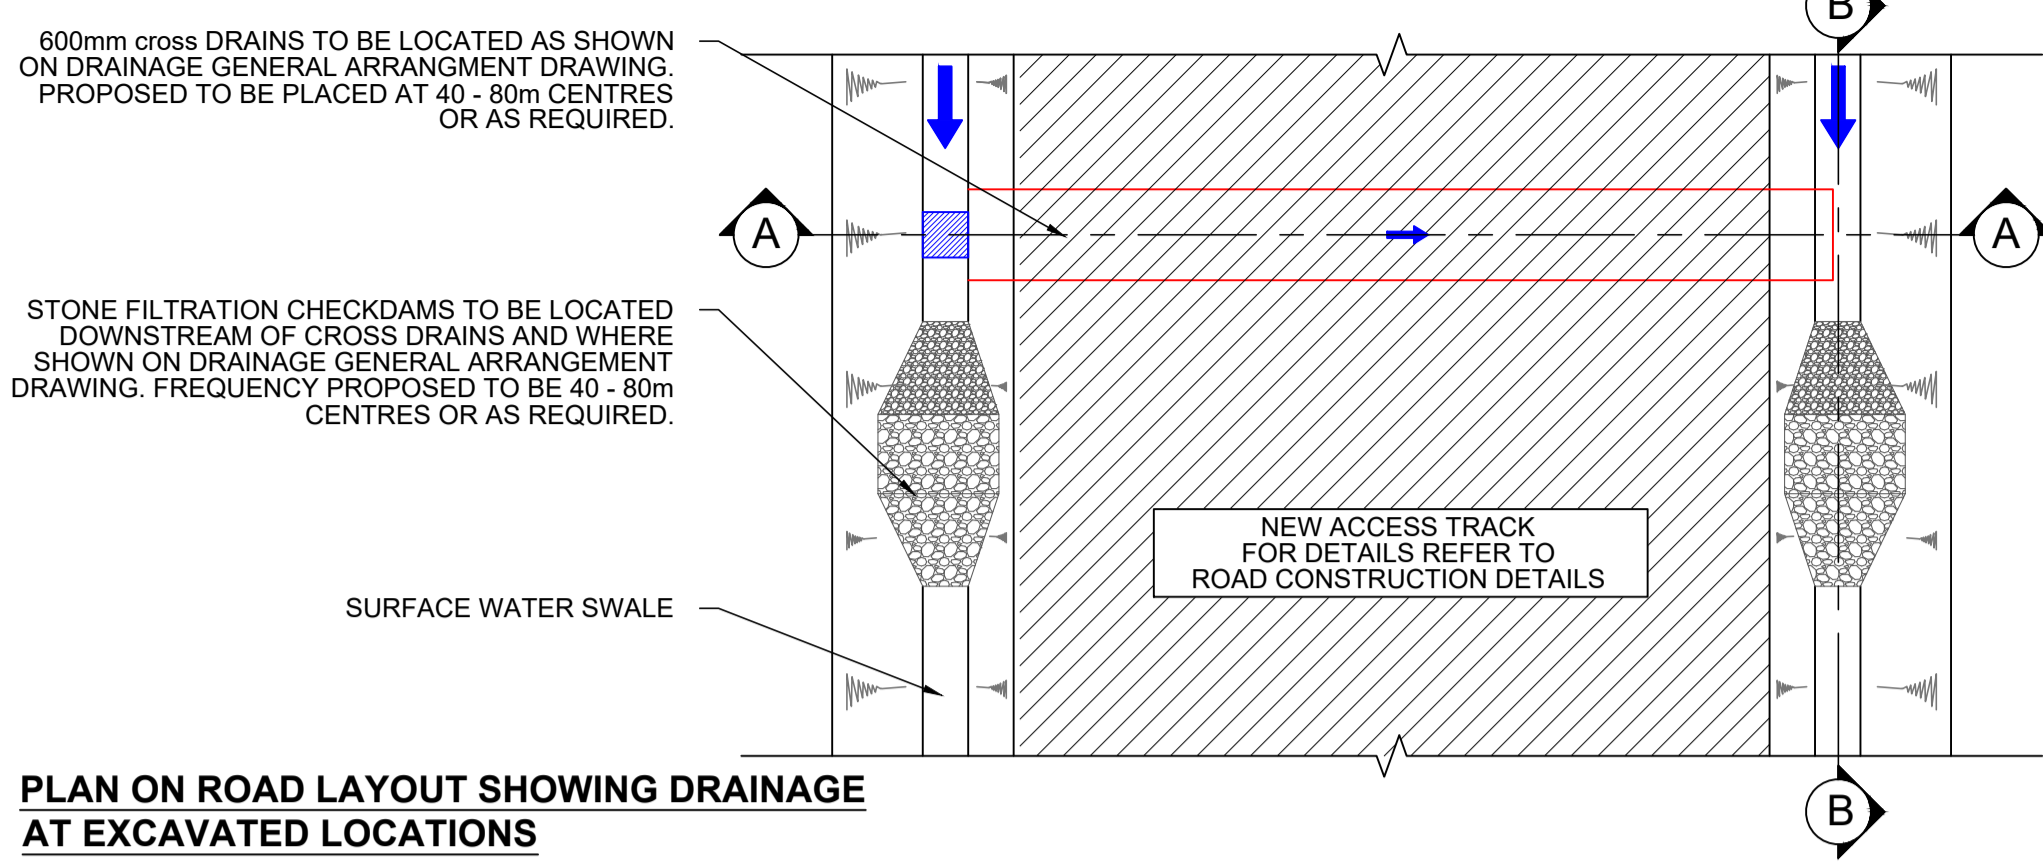 B
600mm cross DRAINS TO BE LOCATED AS SHOWN
ON DRAINAGE GENERAL ARRANGMENT DRAWING.
PROPOSED TO BE PLACED AT 40 - 80m CENTRES
OR AS REQUIRED.
A
A
STONE FILTRATION CHECKDAMS TO BE LOCATED
DOWNSTREAM OF CROSS DRAINS AND WHERE
SHOWN ON DRAINAGE GENERAL ARRANGEMENT
DRAWING. FREQUENCY PROPOSED TO BE 40 - 80m
CENTRES OR AS REQUIRED.
NEW ACCESS TRACK
FOR DETAILS REFER TO
ROAD CONSTRUCTION DETAILS
SURFACE WATER SWALE
B
PLAN ON ROAD LAYOUT SHOWING DRAINAGE
AT EXCAVATED LOCATIONS